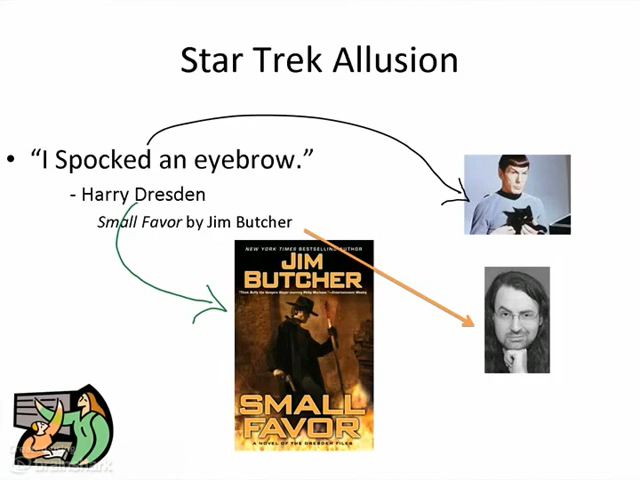 Star Trek Allusion
• “I Spocked an eyebrow.”
- Harry Dresden
Small Favor by Jim Butcher
NEW YORK TIMES BESTSELLING AUTHOR
JIM
BUTCHER
SMALL
FAVOR
A NOVEL OF THE DRESDEN FILES
brainshark